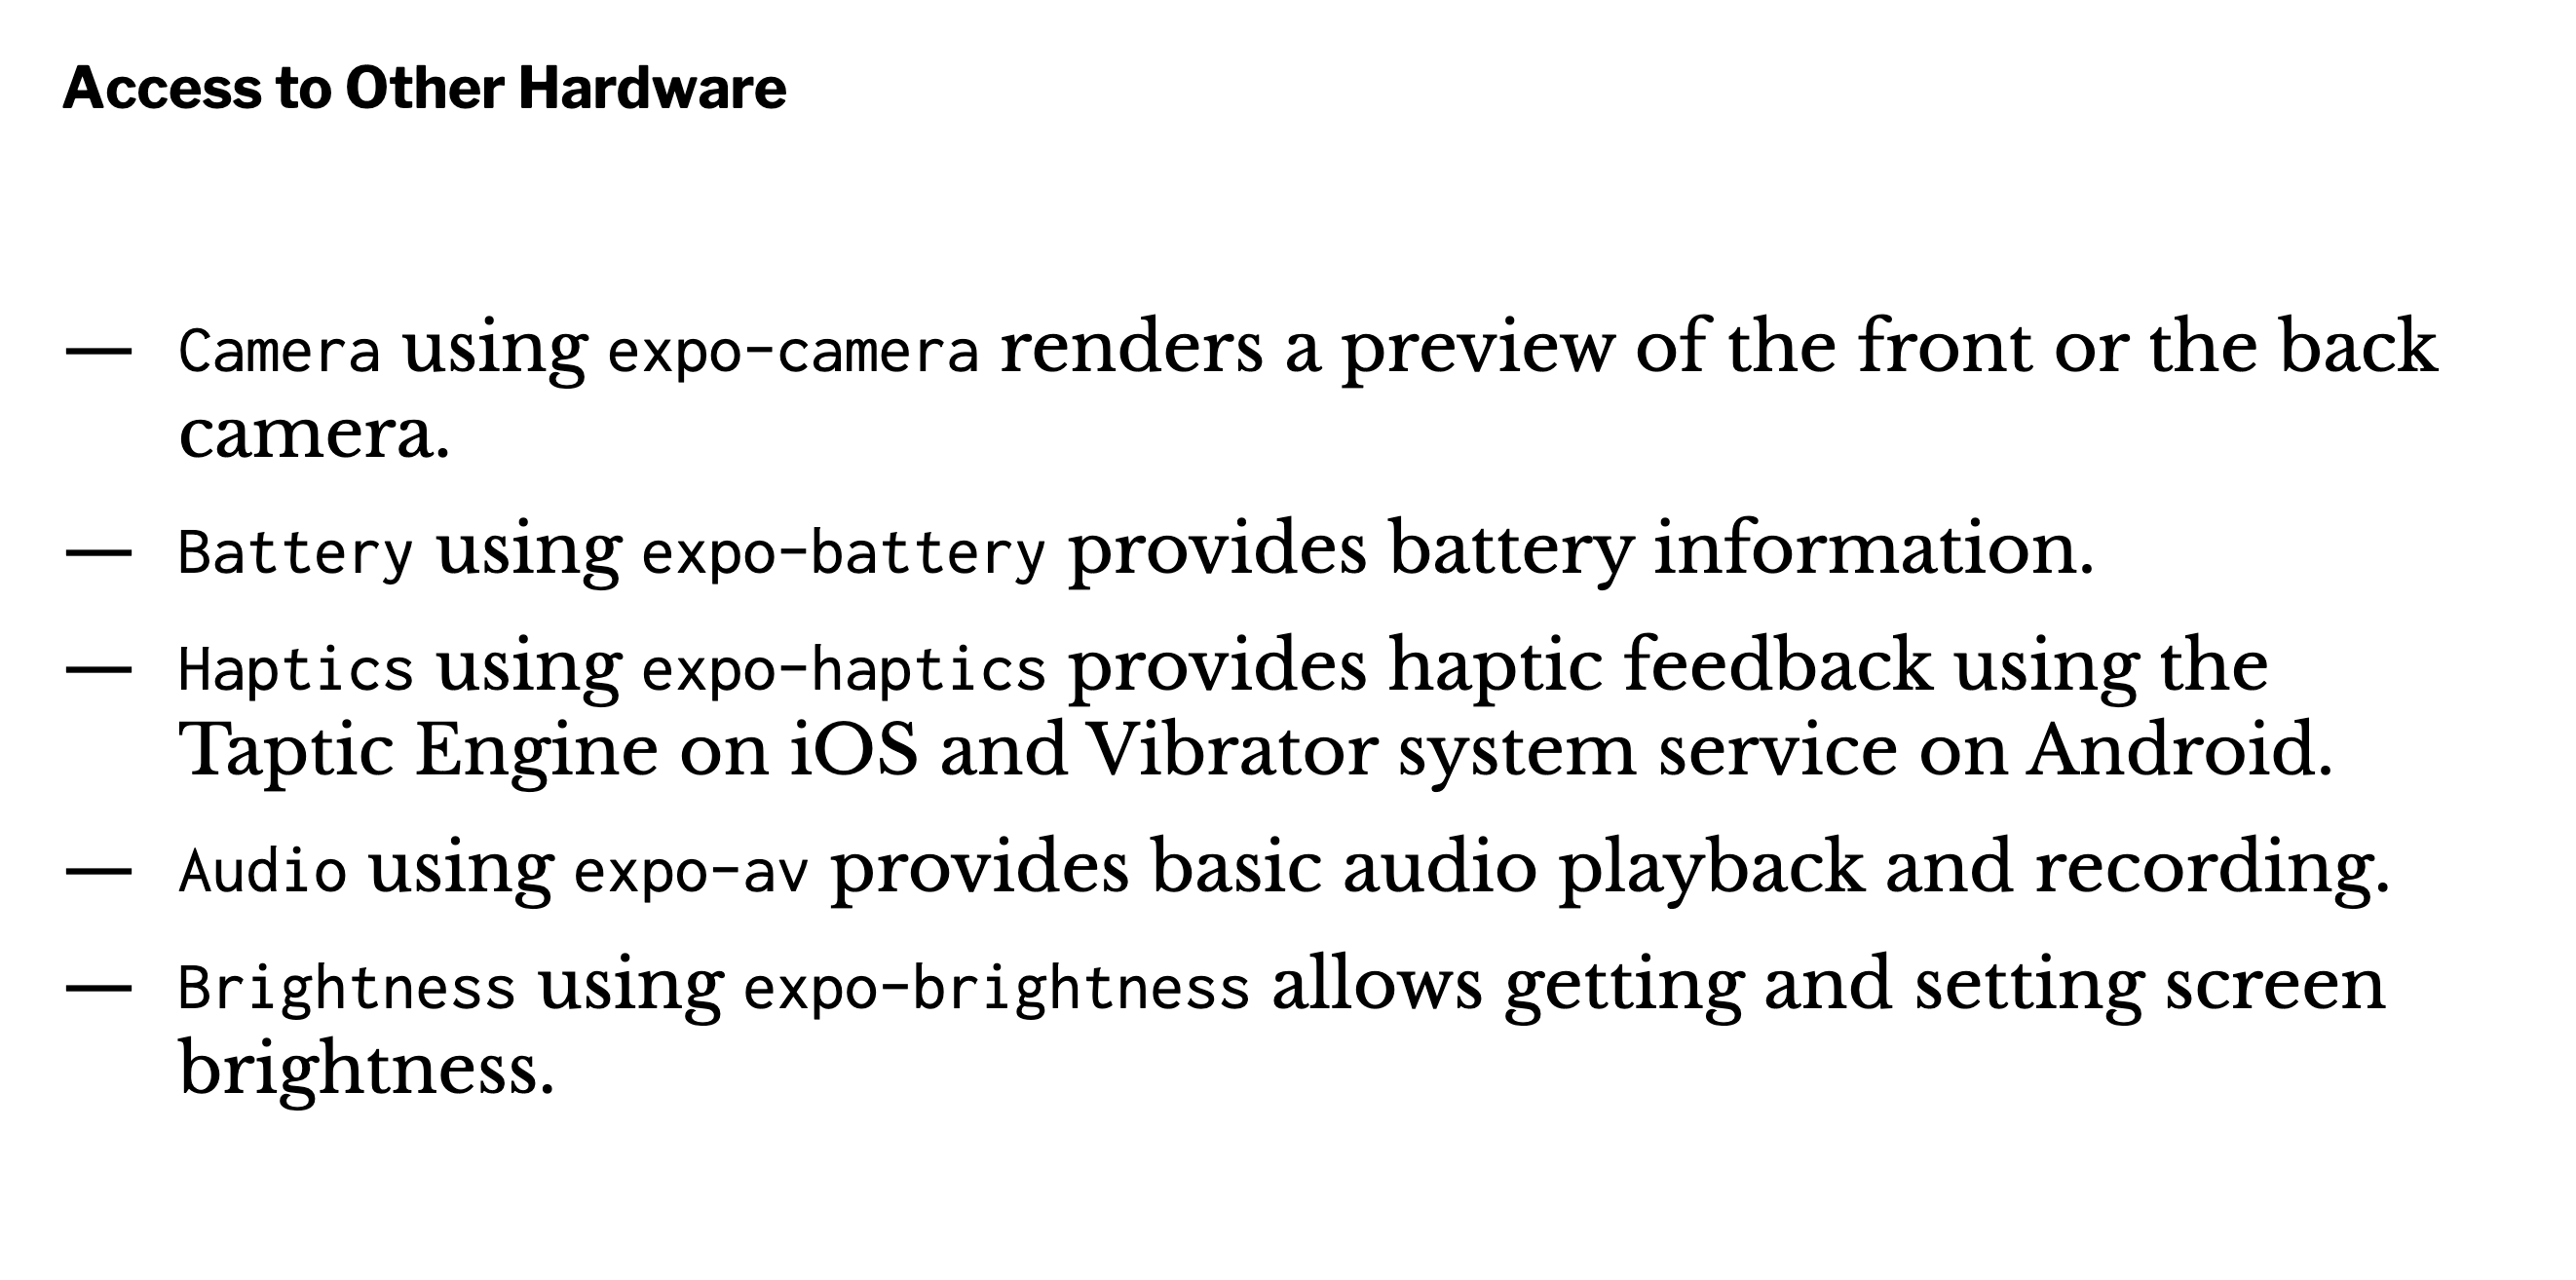 Access to Other Hardware
— Camera using expo-camera renders a preview of the front or the back
camera.
— Battery using expo-battery provides battery information.
— Haptics using expo-haptics provides haptic feedback using the
Taptic Engine on iOS and Vibrator system service on Android.
— Audio using expo-av provides basic audio playback and recording.
— Brightness using expo-brightness allows getting and setting screen
brightness.